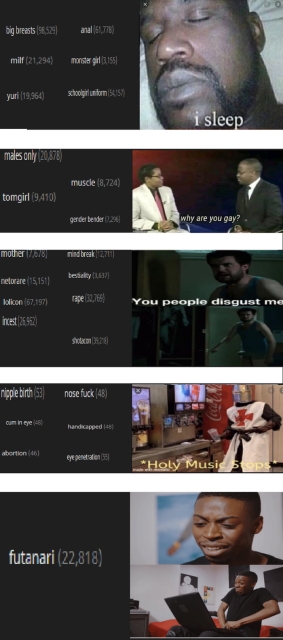 big breasts (98,529) anal (61,778)
milf (21,294) monster girl (3,155)
yuri (19,964) schoolgirl uniform (54,157)
i sleep
males only (20,878)
muscle (8,724)
tomgirl (9,410)
gender bender (7,296)
why are you gay?
mother (7,678) mind break (12,711)
netorare (15,151) bestiality (3,837)
lolicon (67,197) rape (32,769)
You people disgust me
incest (26,962)
shotacon (39,218)
nipple birth (53) nose fuck (48)
cum in eye (48) handicapped (48)
abortion (46) eye penetration (55)
*Holy Music Stops*
futanari (22,818)